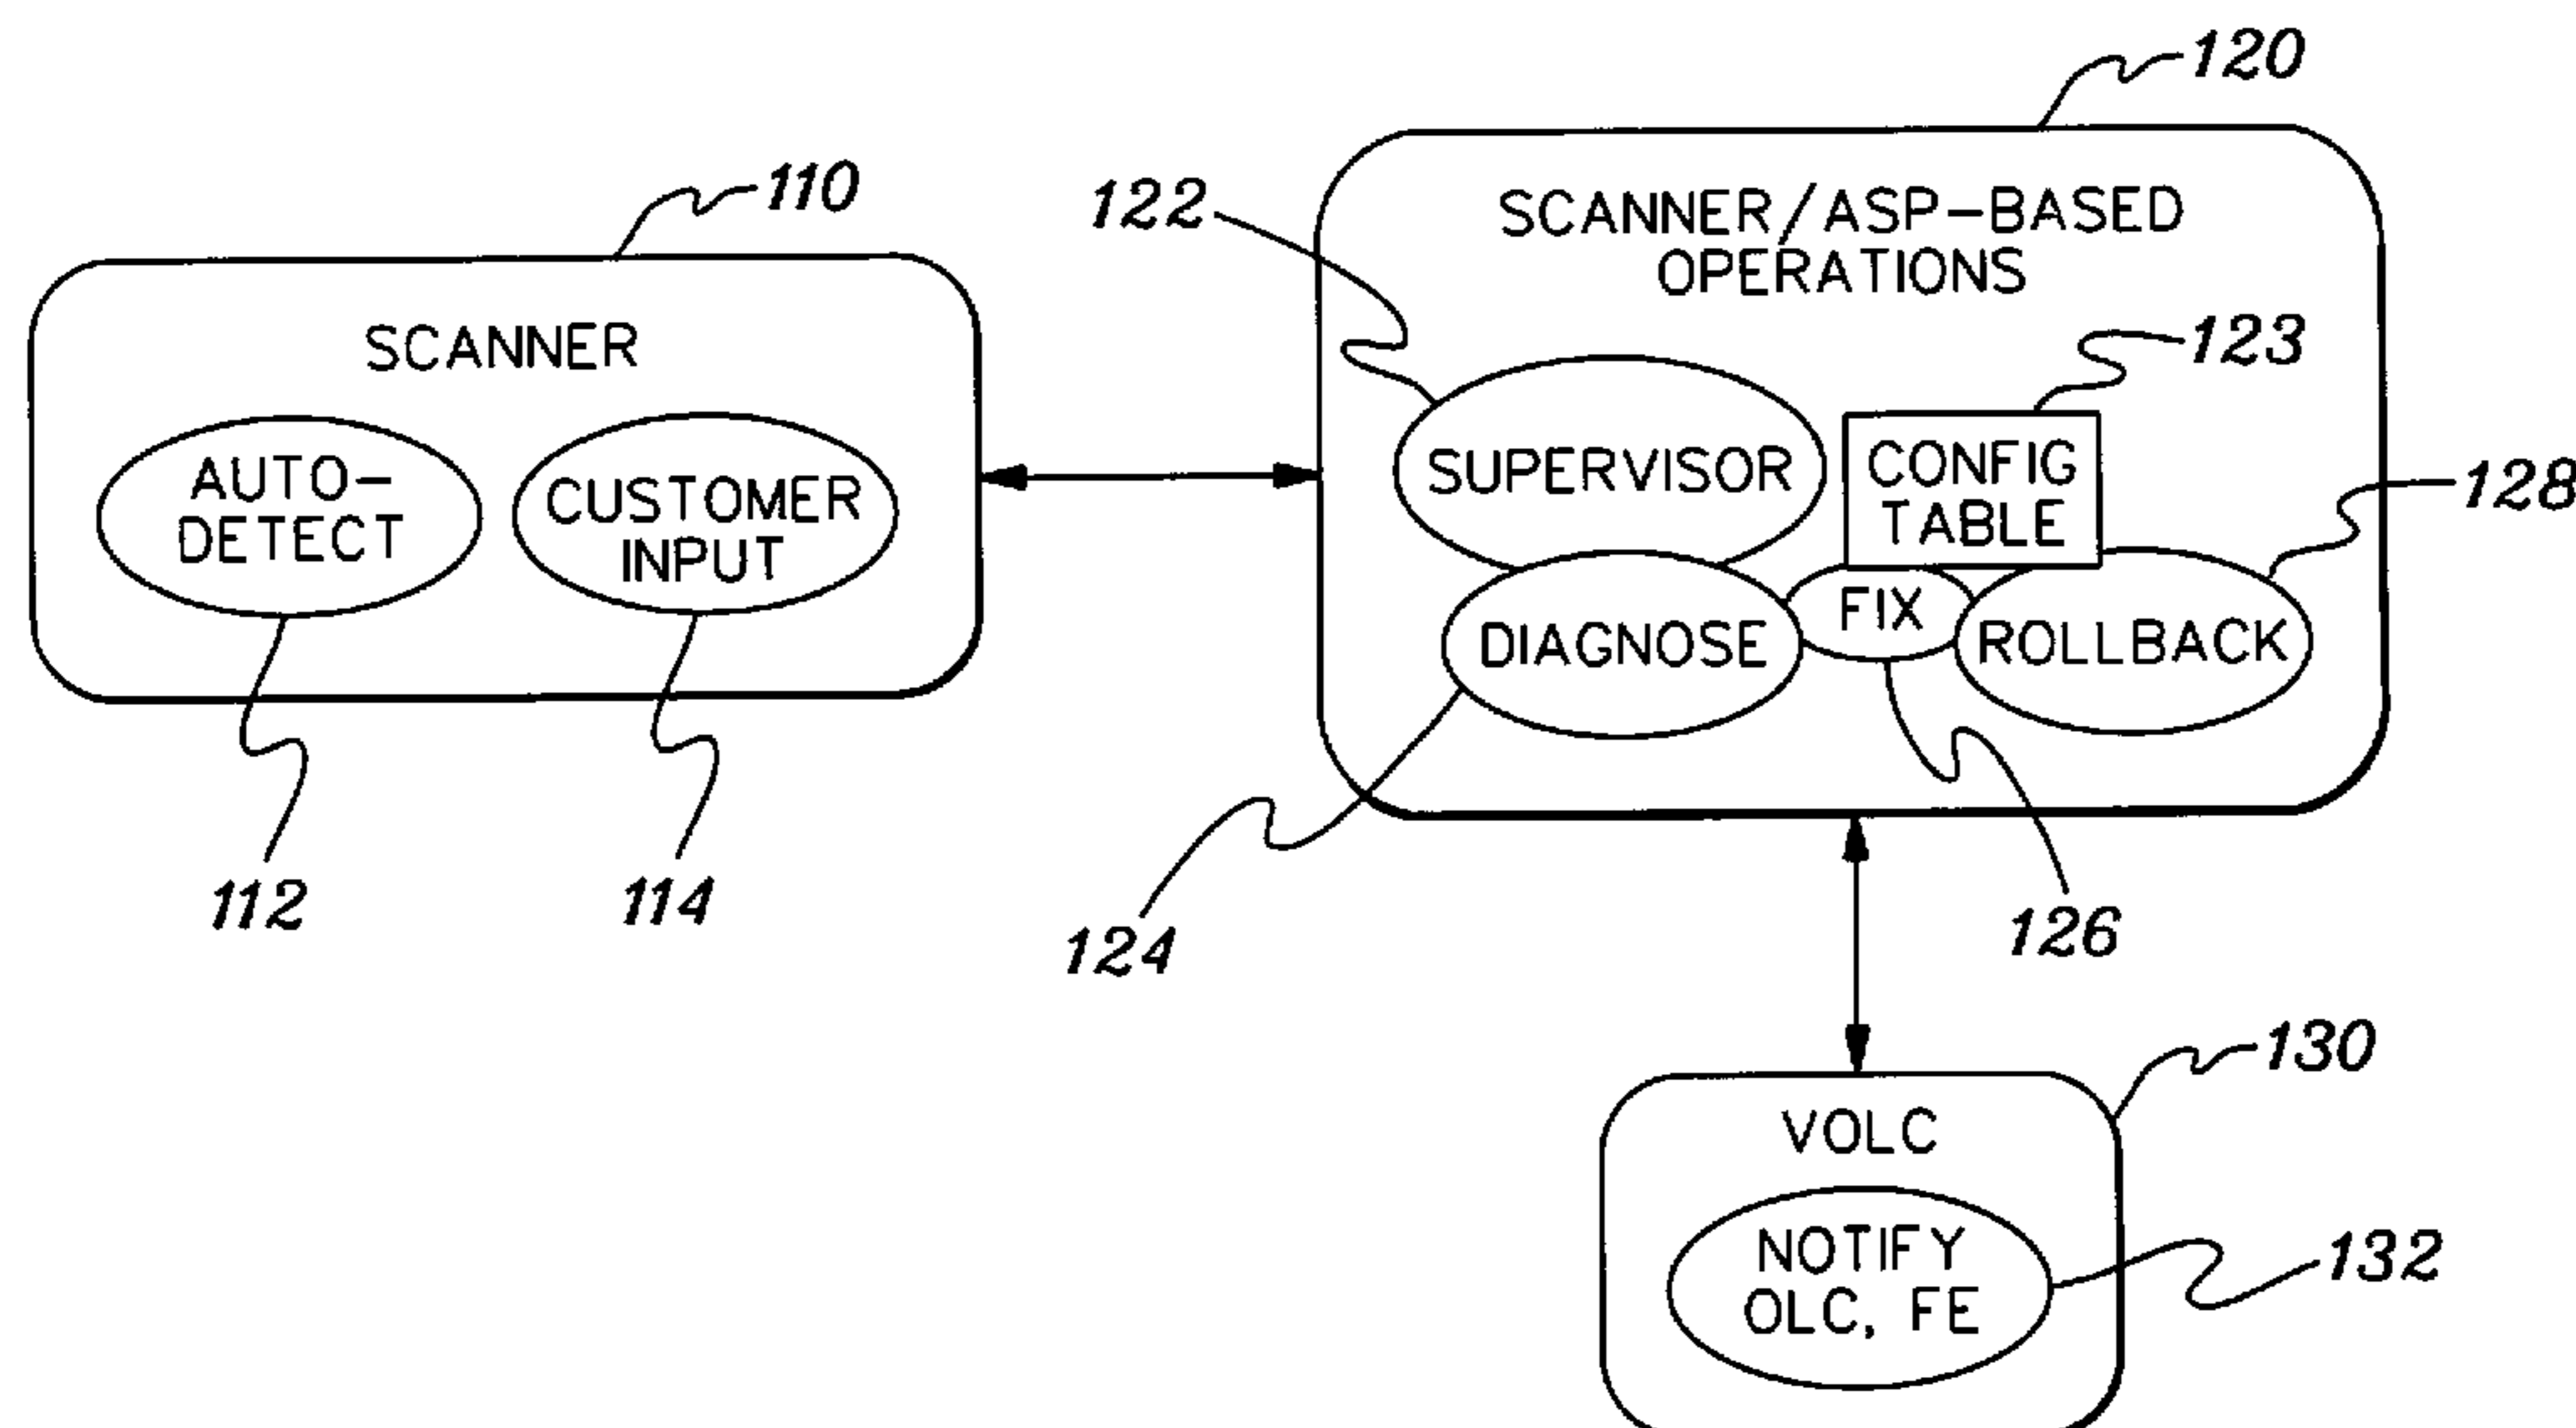 120
110
122
SCANNER/ASP-BASED
OPERATIONS
SCANNER
123
AUTO-
DETECT
CUSTOMER
INPUT
SUPERVISOR
CONFIG
TABLE
128
DIAGNOSE
FIX
ROLLBACK
112
114
124
126
130
VOLC
NOTIFY
OLC, FE
132